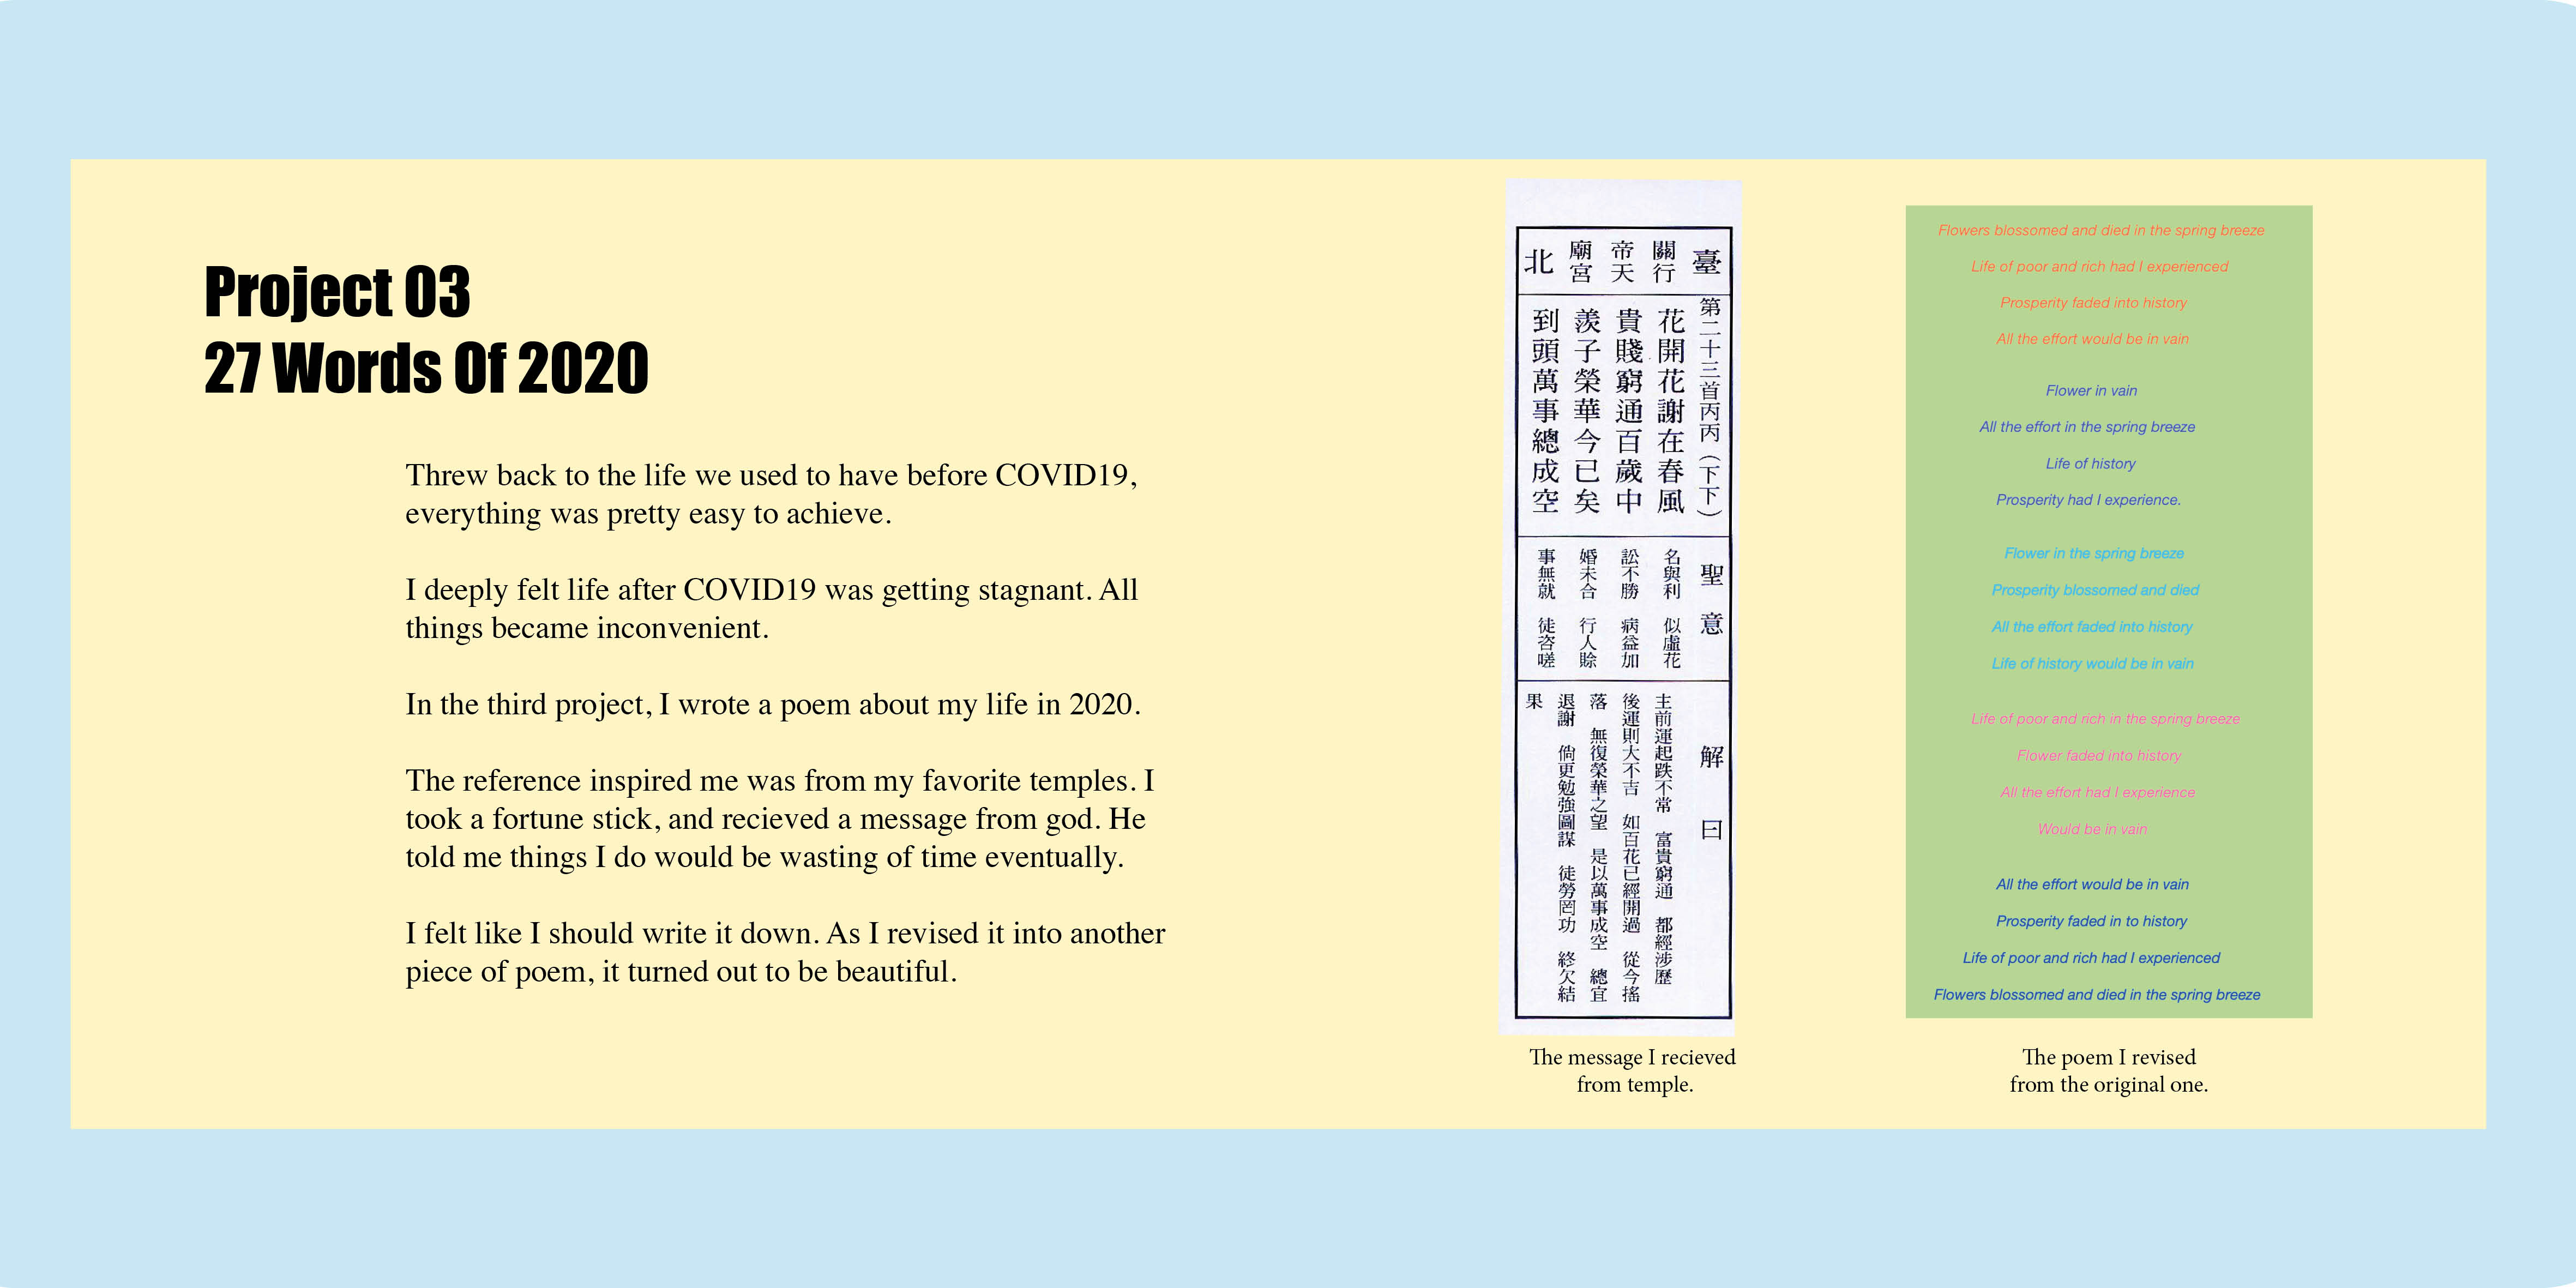 Project 03
27 Words Of 2020
Threw back to the life we used to have before COVID19,
everything was pretty easy to achieve.
I deeply felt life after COVID19 was getting stagnant. All
things became inconvenient.
In the third project, I wrote a poem about my life in 2020.
The reference inspired me was from my favorite temples. I
took a fortune stick, and recieved a message from god. He
told me things I do would be wasting of time eventually.
I felt like I should write it down. As I revised it into another
piece of poem, it turned out to be beautiful.
臺
關行
帝天
廟宮
北
第二十三首丙丙（下下）
花開花謝在春風
貴賤窮通百歲中
羨子榮華今已矣
到頭萬事總成空
聖意
名與利 似虛花
訟不勝 病益加
婚未合 行人賒
事無就 徒咨嗟
解曰
主前運起跌不常 富貴窮通 都經涉歷
後運則大不吉 如百花已經開過 從今搖
落 無復榮華之望 是以萬事成空 總宜
退謝 倘更勉強圖謀 徒勞罔功 終欠結
果
The message I recieved
from temple.
Flowers blossomed and died in the spring breeze
Life of poor and rich had I experienced
Prosperity faded into history
All the effort would be in vain
Flower in vain
All the effort in the spring breeze
Life of history
Prosperity had I experience.
Flower in the spring breeze
Prosperity blossomed and died
All the effort faded into history
Life of history would be in vain
Life of poor and rich in the spring breeze
Flower faded into history
All the effort had I experience
Would be in vain
All the effort would be in vain
Prosperity faded in to history
Life of poor and rich had I experienced
Flowers blossomed and died in the spring breeze
The poem I revised
from the original one.